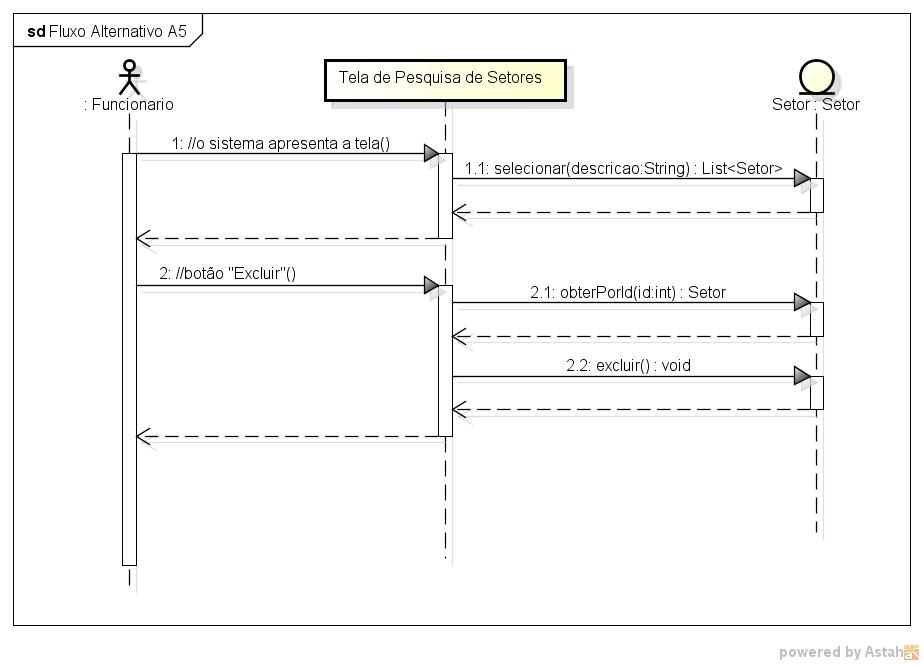 sd Fluxo Alternativo A5
: Funcionario
Tela de Pesquisa de Setores
Setor : Setor
1: //o sistema apresenta a tela()
1.1: selecionar(descricao:String) : List<Setor>
2: //botão "Excluir"()
2.1: obterPorId(id:int) : Setor
2.2: excluir() : void
powered by Astah